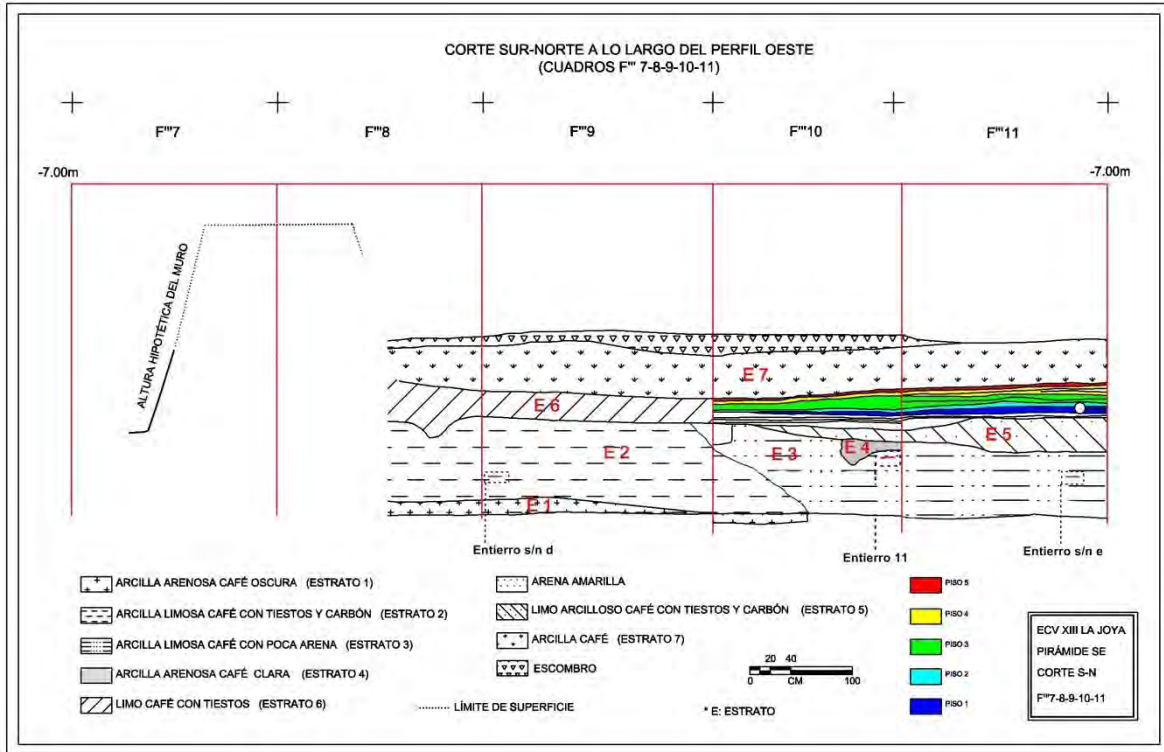 CORTE SUR-NORTE A LO LARGO DEL PERFIL OESTE
(CUADROS F''' 7-8-9-10-11)
F'''7
F'''8
F'''9
F'''10
F'''11
-7.00m
-7.00m
ALTURA HIPOTÉTICA DEL MURO
E 7
E 6
E 5
E 4
E 3
E 2
E 1
Entierro s/n d
Entierro 11
Entierro s/n e
ARCILLA ARENOSA CAFÉ OSCURA (ESTRATO 1)
ARCILLA LIMOSA CAFÉ CON TIESTOS Y CARBÓN (ESTRATO 2)
ARCILLA LIMOSA CAFÉ CON POCA ARENA (ESTRATO 3)
ARCILLA ARENOSA CAFÉ CLARA (ESTRATO 4)
LIMO CAFÉ CON TIESTOS (ESTRATO 6)
ARENA AMARILLA
LIMO ARCILLOSO CAFÉ CON TIESTOS Y CARBÓN (ESTRATO 5)
ARCILLA CAFÉ (ESTRATO 7)
ESCOMBRO
LÍMITE DE SUPERFICIE
20 40
0 CM 100
* E: ESTRATO
PISO 5
PISO 4
PISO 3
PISO 2
PISO 1
ECV XIII LA JOYA
PIRÁMIDE SE
CORTE S-N
F'''7-8-9-10-11